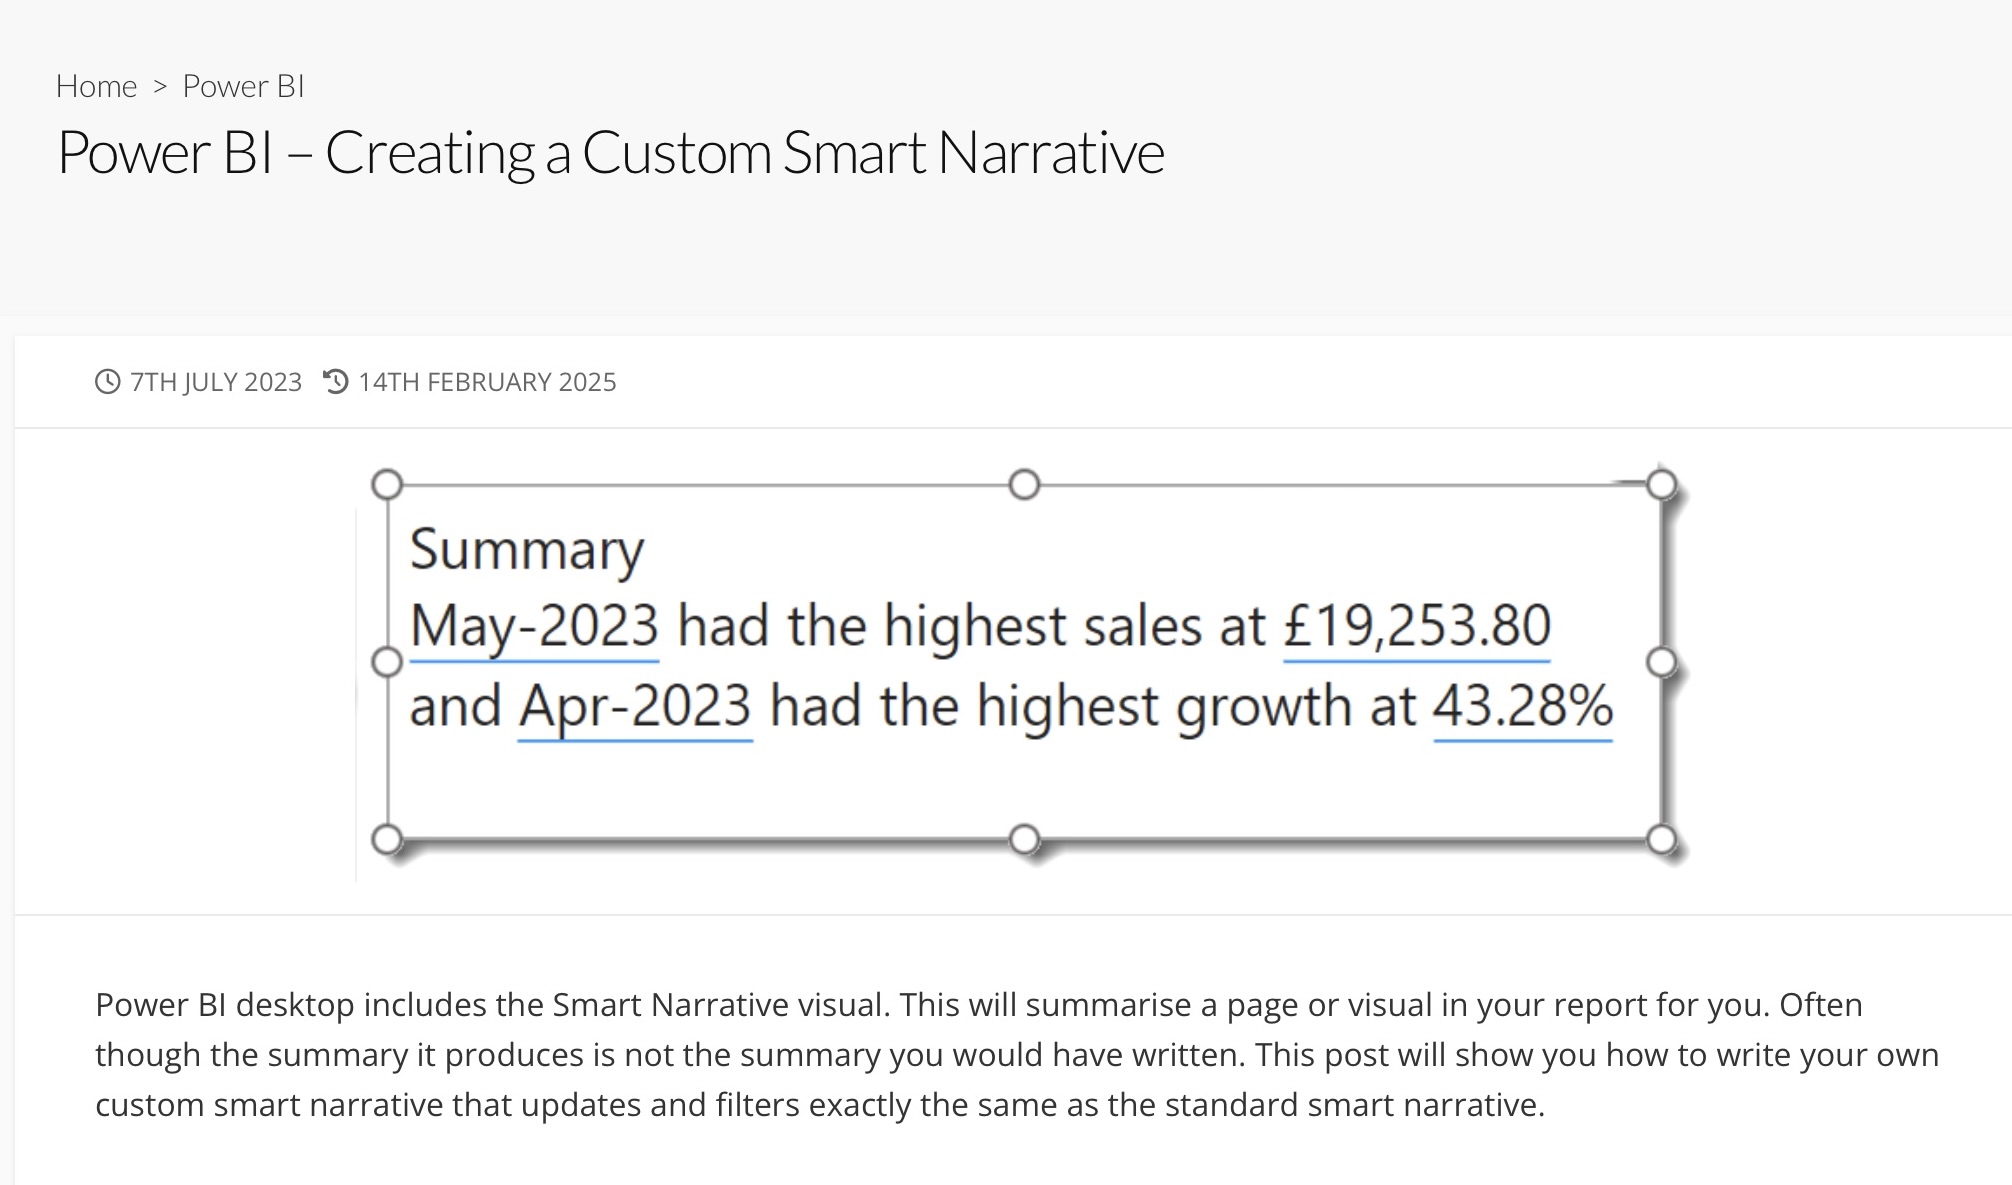 Home > Power BI
Power BI – Creating a Custom Smart Narrative
7TH JULY 2023 14TH FEBRUARY 2025
Summary
May-2023 had the highest sales at £19,253.80
and Apr-2023 had the highest growth at 43.28%
Power BI desktop includes the Smart Narrative visual. This will summarise a page or visual in your report for you. Often
though the summary it produces is not the summary you would have written. This post will show you how to write your own
custom smart narrative that updates and filters exactly the same as the standard smart narrative.